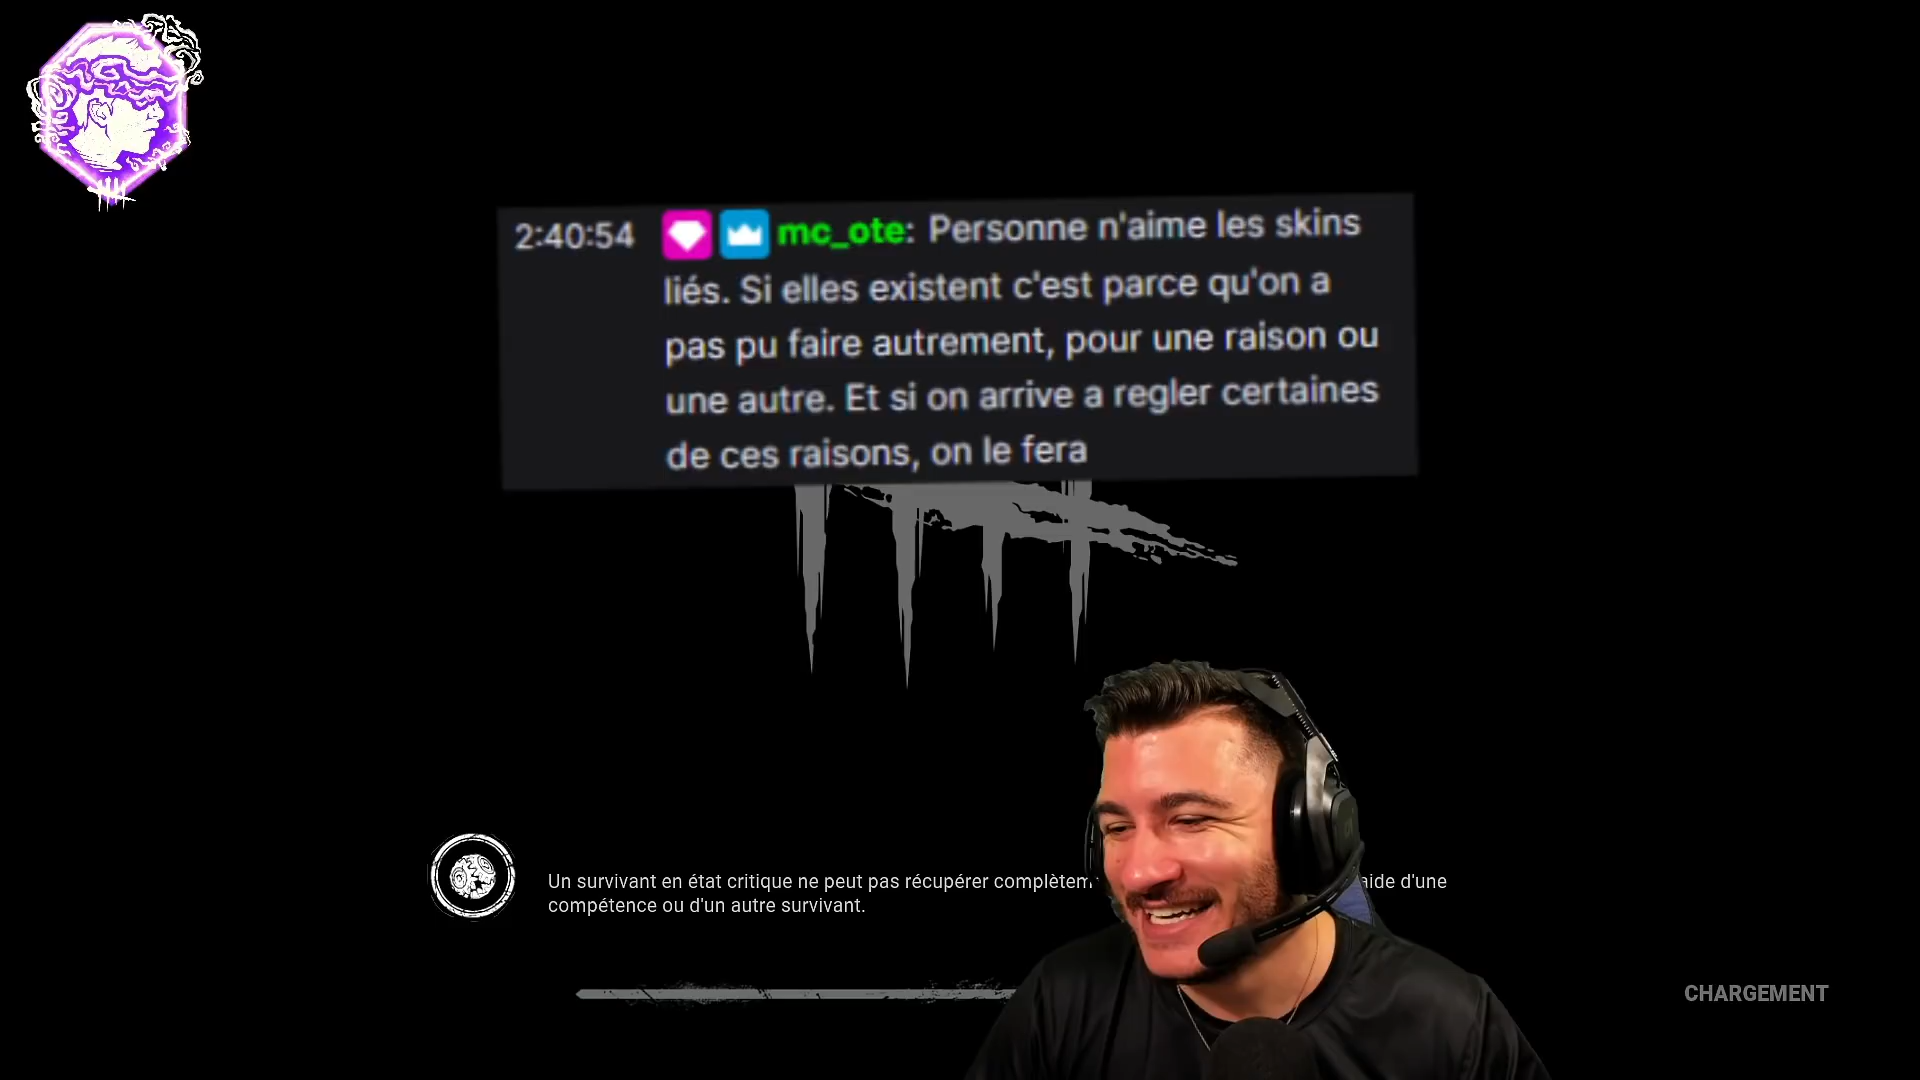 2:40:54 mc_ote: Personne n'aime les skins
liés. Si elles existent c'est parce qu'on a
pas pu faire autrement, pour une raison ou
une autre. Et si on arrive a regler certaines
de ces raisons, on le fera
Un survivant en état critique ne peut pas récupérer d'une
compétence ou d'un autre survivant.
CHARGEMENT